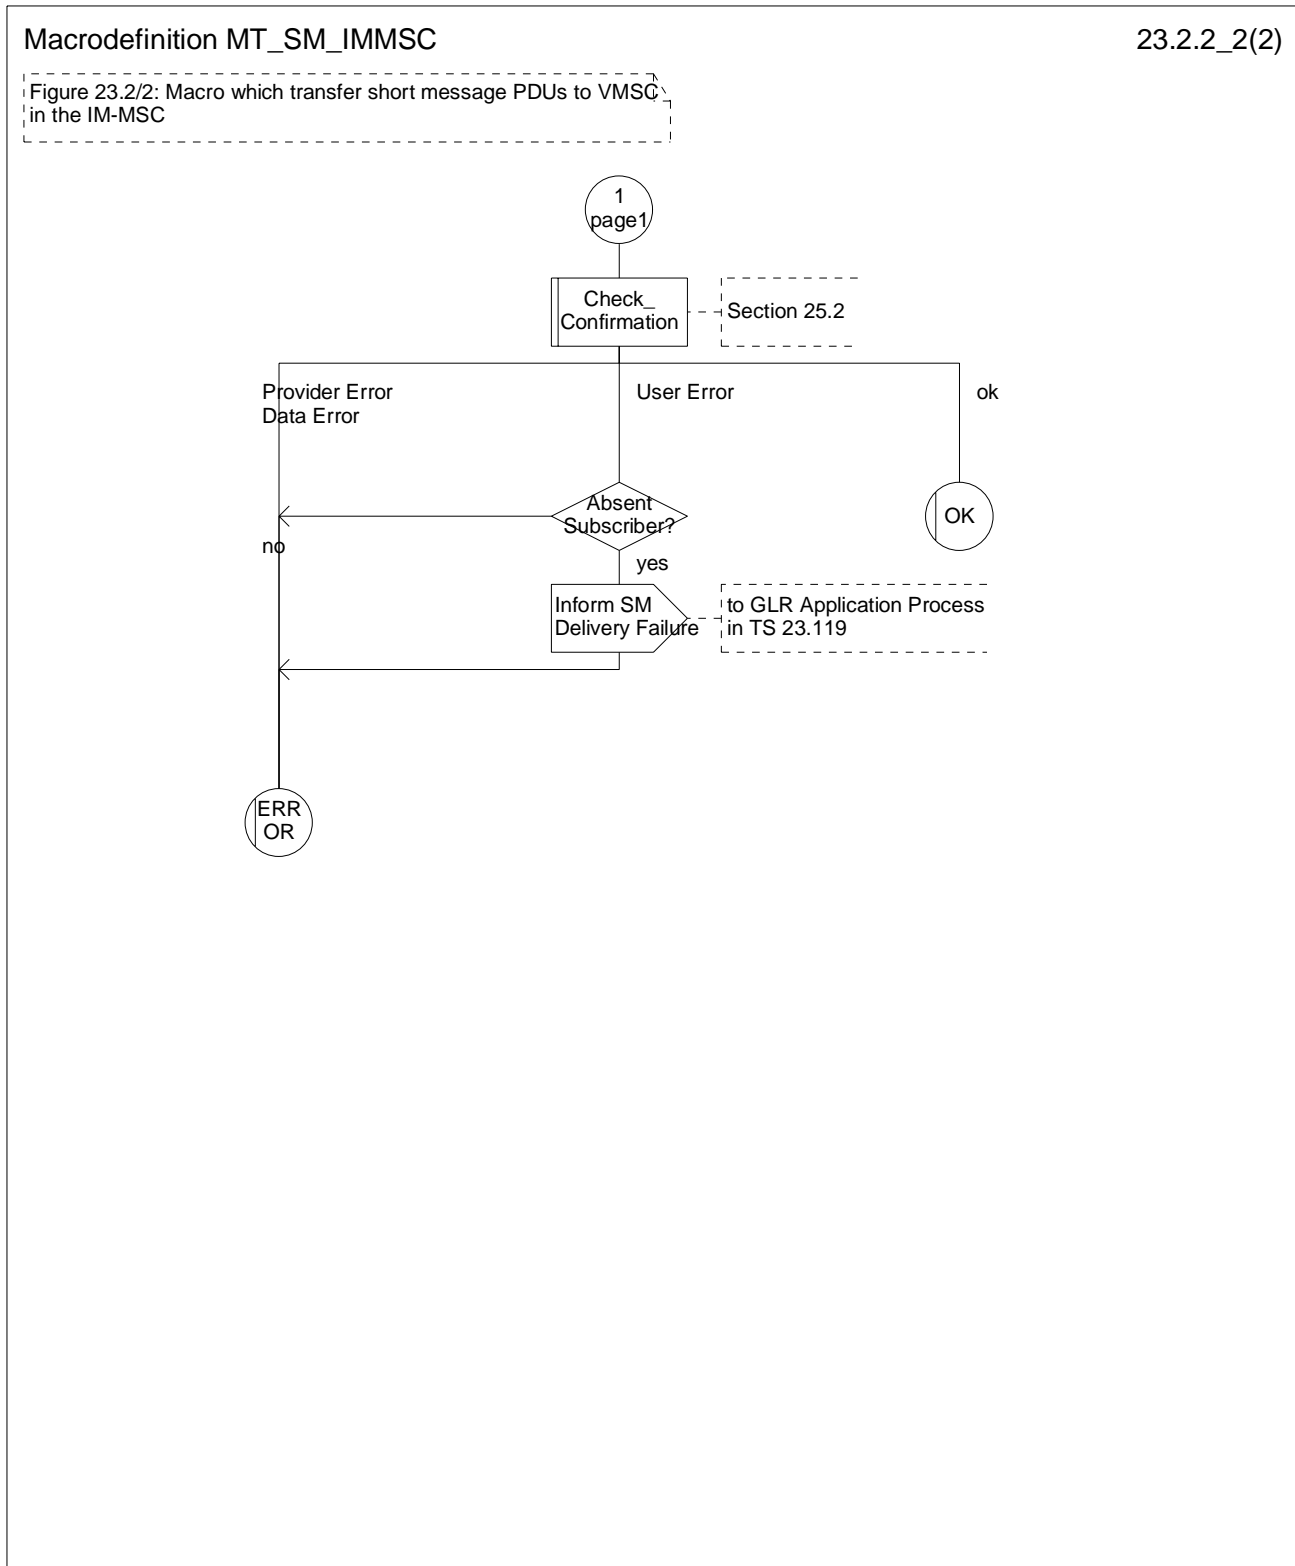 Macrodefinition MT_SM_IMMSC
23.2.2_2(2)
Figure 23.2/2: Macro which transfer short message PDUs to VMSC
in the IM-MSC
1
page1
Check_
Confirmation
Section 25.2
Provider Error
Data Error
User Error
ok
Absent
Subscriber?
OK
no
yes
Inform SM
Delivery Failure
to GLR Application Process
in TS 23.119
ERR
OR